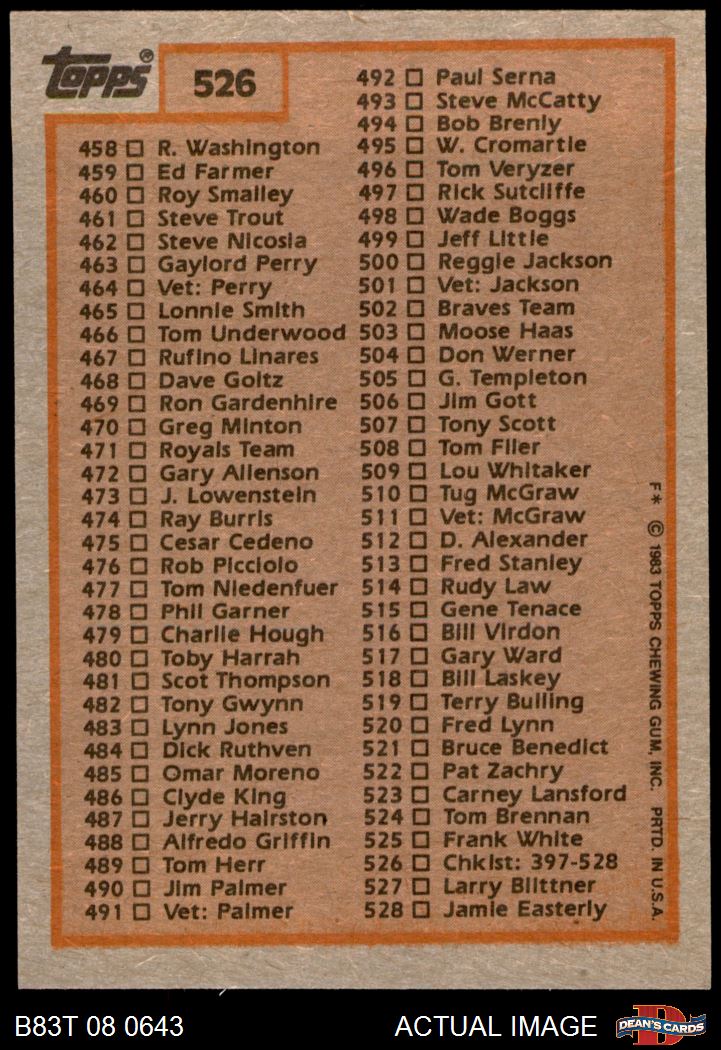 Topps®
526
458 □ R. Washington
459 □ Ed Farmer
460 □ Roy Smalley
461 □ Steve Trout
462 □ Steve Nicosia
463 □ Gaylord Perry
464 □ Vet: Perry
465 □ Lonnie Smith
466 □ Tom Underwood
467 □ Rufino Linares
468 □ Dave Goltz
469 □ Ron Gardenhire
470 □ Greg Minton
471 □ Royals Team
472 □ Gary Allenson
473 □ J. Lowenstein
474 □ Ray Burris
475 □ Cesar Cedeno
476 □ Rob Picciolo
477 □ Tom Niedenfuer
478 □ Phil Garner
479 □ Charlie Hough
480 □ Toby Harrah
481 □ Scot Thompson
482 □ Tony Gwynn
483 □ Lynn Jones
484 □ Dick Ruthven
485 □ Omar Moreno
486 □ Clyde King
487 □ Jerry Hairston
488 □ Alfredo Griffin
489 □ Tom Herr
490 □ Jim Palmer
491 □ Vet: Palmer
492 □ Paul Serna
493 □ Steve McCatty
494 □ Bob Brenly
495 □ W. Cromartie
496 □ Tom Veryzer
497 □ Rick Sutcliffe
498 □ Wade Boggs
499 □ Jeff Little
500 □ Reggie Jackson
501 □ Vet: Jackson
502 □ Braves Team
503 □ Moose Haas
504 □ Don Werner
505 □ G. Templeton
506 □ Jim Gott
507 □ Tony Scott
508 □ Tom Filer
509 □ Lou Whitaker
510 □ Tug McGraw
511 □ Vet: McGraw
512 □ D. Alexander
513 □ Fred Stanley
514 □ Rudy Law
515 □ Gene Tenace
516 □ Bill Virdon
517 □ Gary Ward
518 □ Bill Laskey
519 □ Terry Bulling
520 □ Fred Lynn
521 □ Bruce Benedict
522 □ Pat Zachry
523 □ Carney Lansford
524 □ Tom Brennan
525 □ Frank White
526 □ Chklst: 397-528
527 □ Larry Biittner
528 □ Jamie Easterly
F* © 1983 TOPPS CHEWING GUM, INC. PRTD. IN U.S.A.
B83T 08 0643
ACTUAL IMAGE
D
DEAN'S CARDS